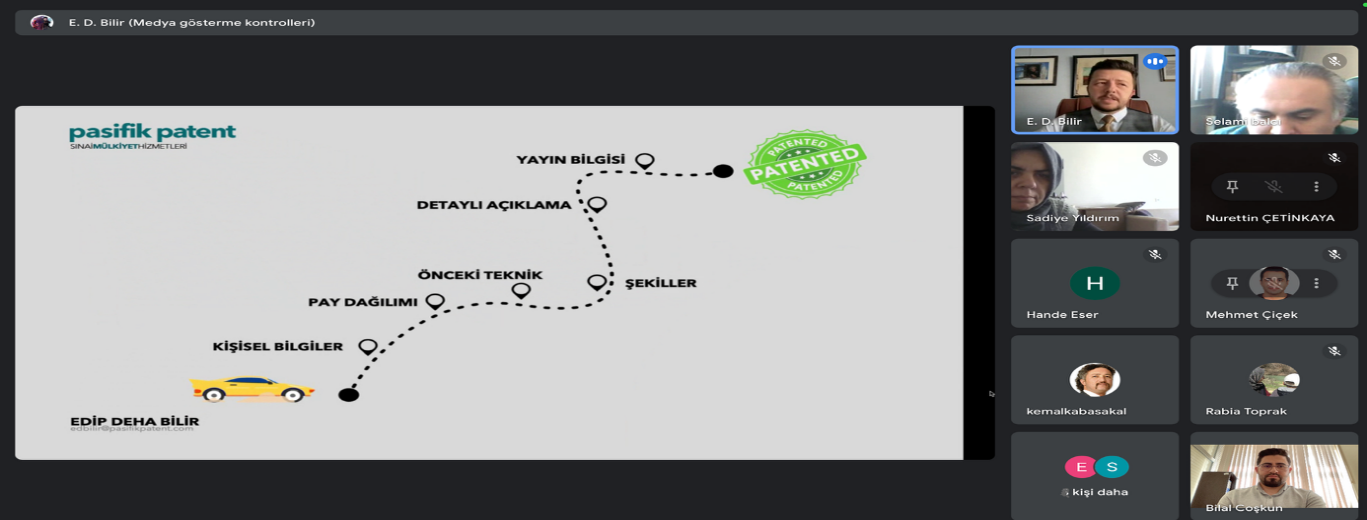 E. D. Bilir (Medya gösterme kontrolleri)
pasifik patent
SINAİMÜLKİYETHİZMETLERİ
YAYIN BİLGİSİ
PATENTED
PATENTED
PATENTED
DETAYLI AÇIKLAMA
ÖNCEKİ TEKNİK
ŞEKİLLER
PAY DAĞILIMI
KİŞİSEL BİLGİLER
EDİP DEHA BİLİR
edbilir@pasifikpatent.com
E. D. Bilir
Selami Balcı
Sadiye Yıldırım
Nurettin ÇETİNKAYA
H
Hande Eser
Mehmet Çiçek
kemalkabasakal
Rabia Toprak
E S
kişi daha
Bilal Coşkun